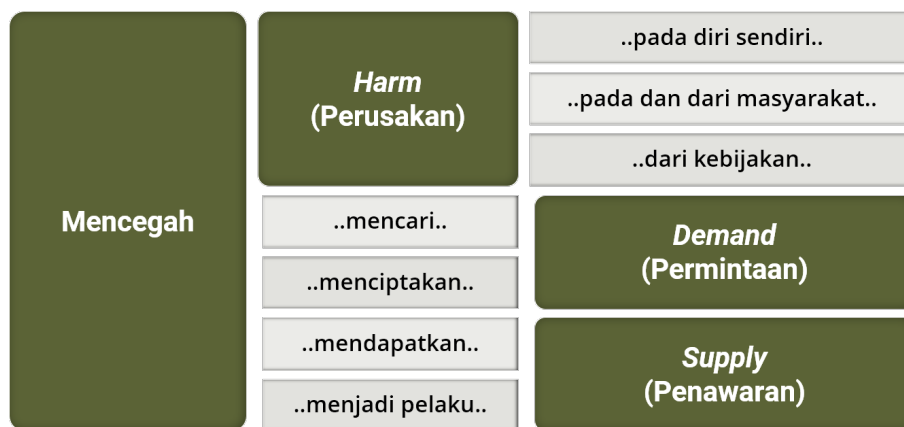 Mencegah
Harm
(Perusakan)
..pada diri sendiri..
..pada dan dari masyarakat..
..dari kebijakan..
..mencari..
..menciptakan..
..mendapatkan..
..menjadi pelaku..
Demand
(Permintaan)
Supply
(Penawaran)